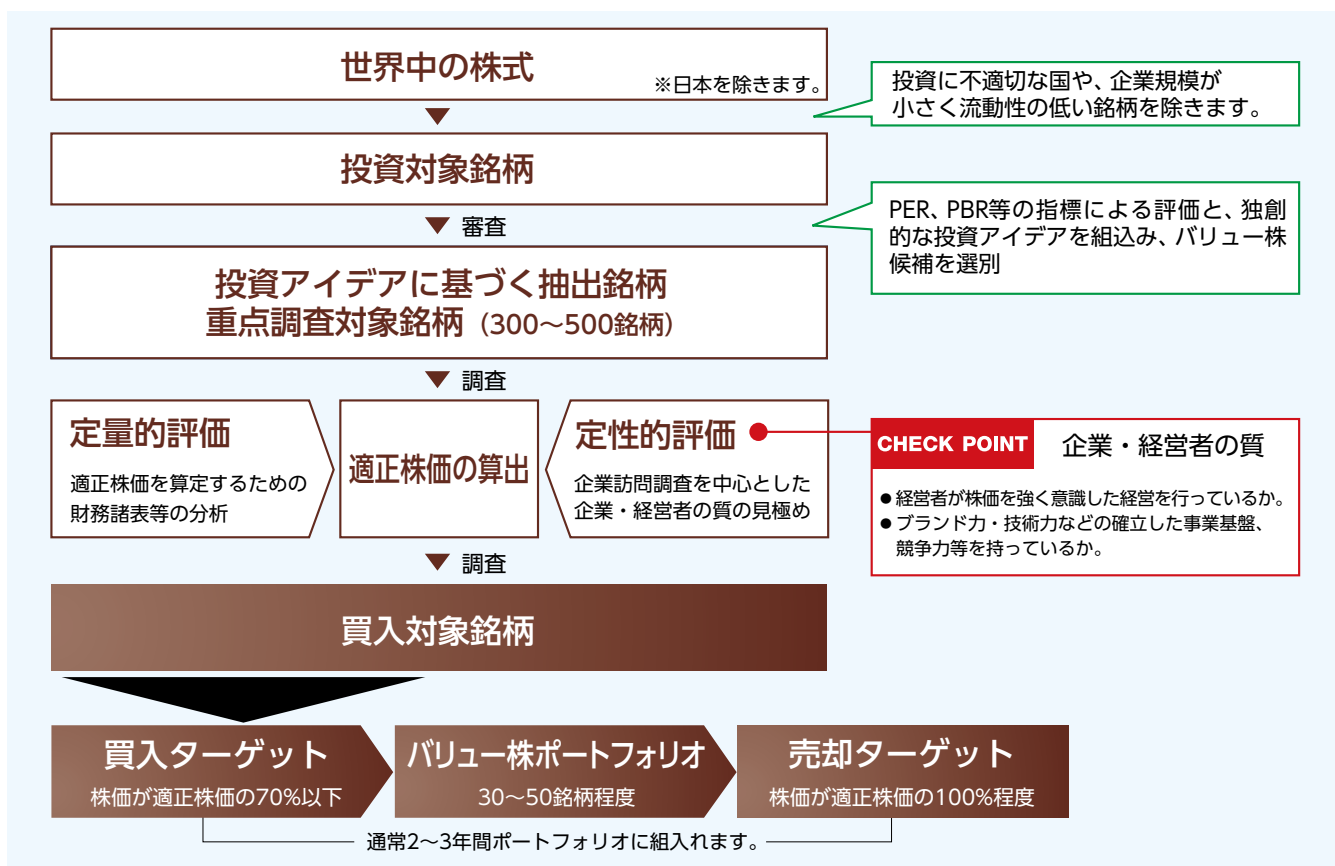 世界中の株式
※日本を除きます。
投資に不適切な国や、企業規模が
小さく流動性の低い銘柄を除きます。
投資対象銘柄
審査
PER、PBR等の指標による評価と、独創
的な投資アイデアを組込み、バリュー株
候補を選別
投資アイデアに基づく抽出銘柄
重点調査対象銘柄（300～500銘柄）
調査
定量的評価
適正株価を算定するための
財務諸表等の分析
適正株価の算出
定性的評価
企業訪問調査を中心とした
企業・経営者の質の見極め
CHECK POINT 企業・経営者の質
●経営者が株価を強く意識した経営を行っているか。
●ブランド力・技術力などの確立した事業基盤、
競争力等を持っているか。
調査
買入対象銘柄
買入ターゲット
株価が適正株価の70%以下
バリュー株ポートフォリオ
30～50銘柄程度
売却ターゲット
株価が適正株価の100%程度
通常2～3年間ポートフォリオに組入れます。